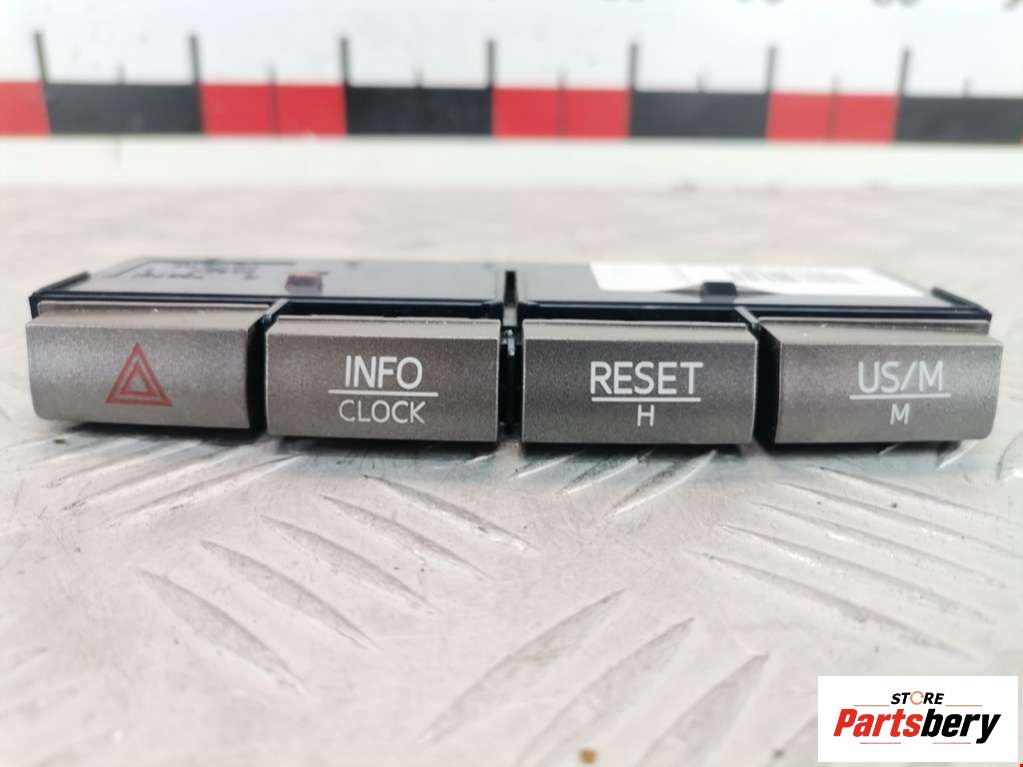 INFO
CLOCK
RESET
H
US/M
M
STORE
Partsbery